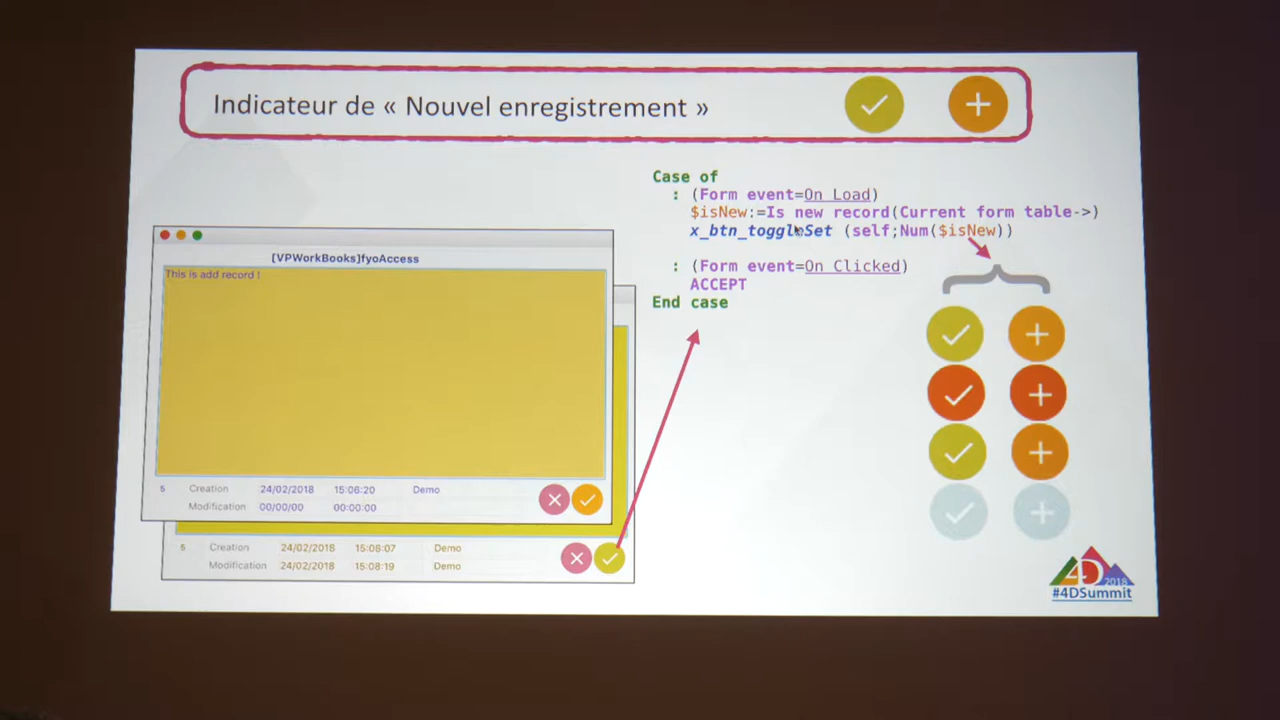 Indicateur de « Nouvel enregistrement »
Case of
: (Form event=On Load)
$isNew:=Is new record(Current form table->)
x_btn_toggleSet (self;Num($isNew))
: (Form event=On Clicked)
ACCEPT
End case
[VPWorkBooks]fyoAccess
This is add record !
5 Creation 24/02/2018 15:06:20 Demo
Modification 00/00/00 00:00:00
5 Creation 24/02/2018 15:08:07 Demo
Modification 24/02/2018 15:08:19 Demo
4D
2018
#4DSummit